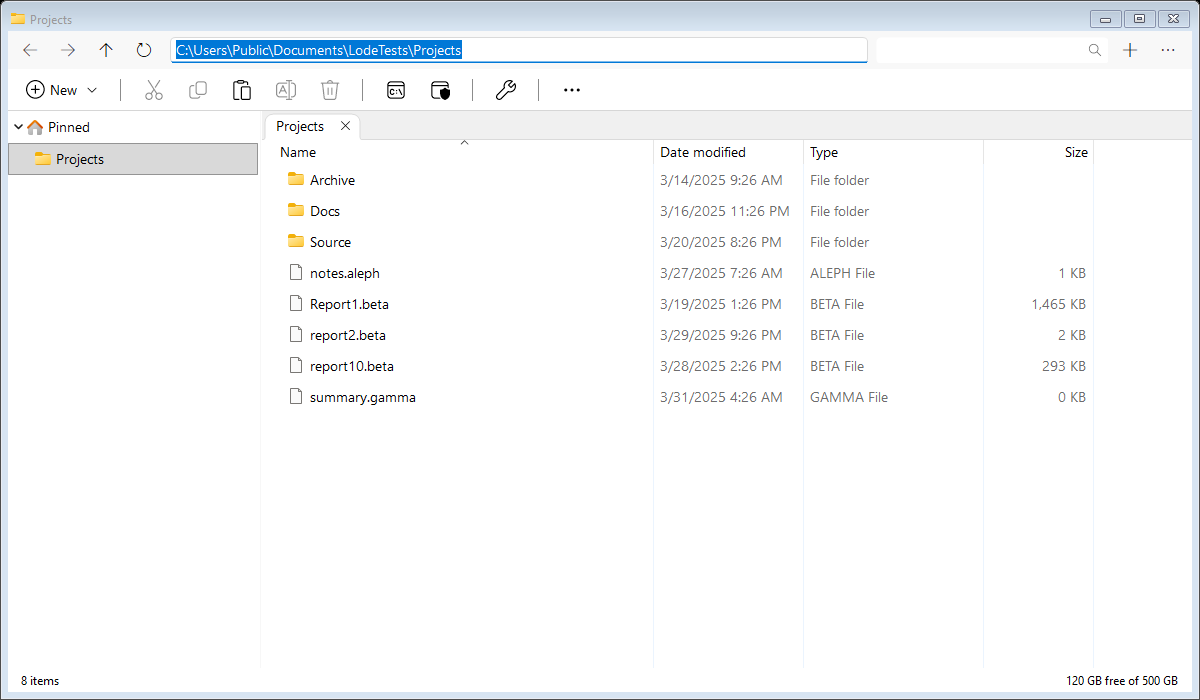 Projects
C:\Users\Public\Documents\LodeTests\Projects
New
C:\
Pinned
Projects
Projects
Name Date modified Type Size
Archive 3/14/2025 9:26 AM File folder
Docs 3/16/2025 11:26 PM File folder
Source 3/20/2025 8:26 PM File folder
notes.aleph 3/27/2025 7:26 AM ALEPH File 1 KB
Report1.beta 3/19/2025 1:26 PM BETA File 1,465 KB
report2.beta 3/29/2025 9:26 PM BETA File 2 KB
report10.beta 3/28/2025 2:26 PM BETA File 293 KB
summary.gamma 3/31/2025 4:26 AM GAMMA File 0 KB
8 items 120 GB free of 500 GB